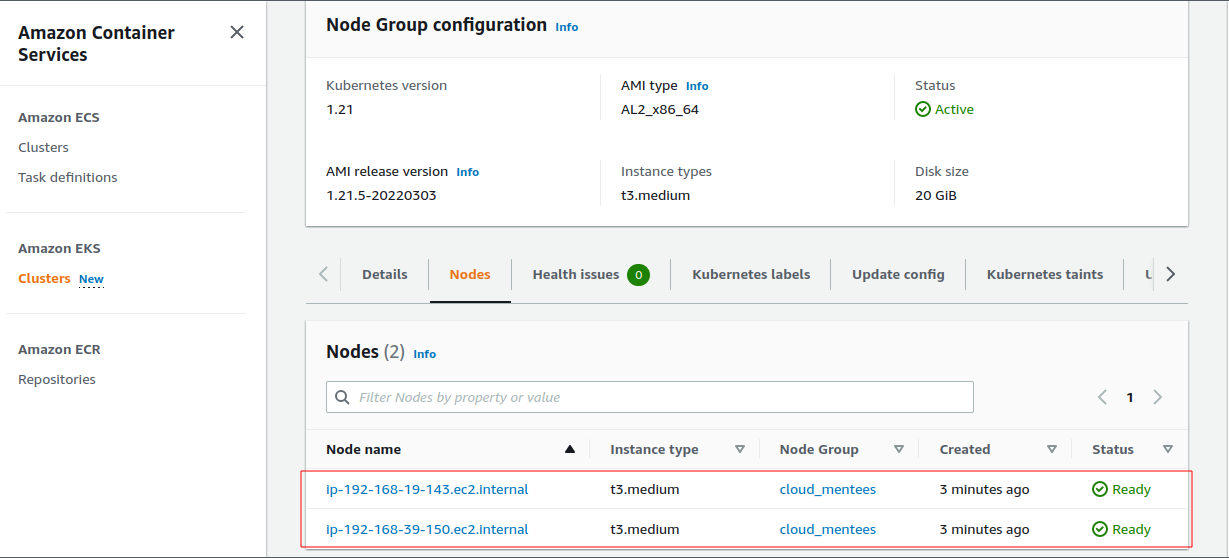 Amazon Container
Services
Amazon ECS
Clusters
Task definitions
Amazon EKS
Clusters New
Amazon ECR
Repositories
Node Group configuration Info
Kubernetes version AMI type Info Status
1.21 AL2_x86_64 Active
AMI release version Info Instance types Disk size
1.21.5-20220303 t3.medium 20 GiB
Details Nodes Health issues 0 Kubernetes labels Update config Kubernetes taints
Nodes (2) Info
Filter Nodes by property or value 1
Node name Instance type Node Group Created Status
ip-192-168-19-143.ec2.internal t3.medium cloud_mentees 3 minutes ago Ready
ip-192-168-39-150.ec2.internal t3.medium cloud_mentees 3 minutes ago Ready